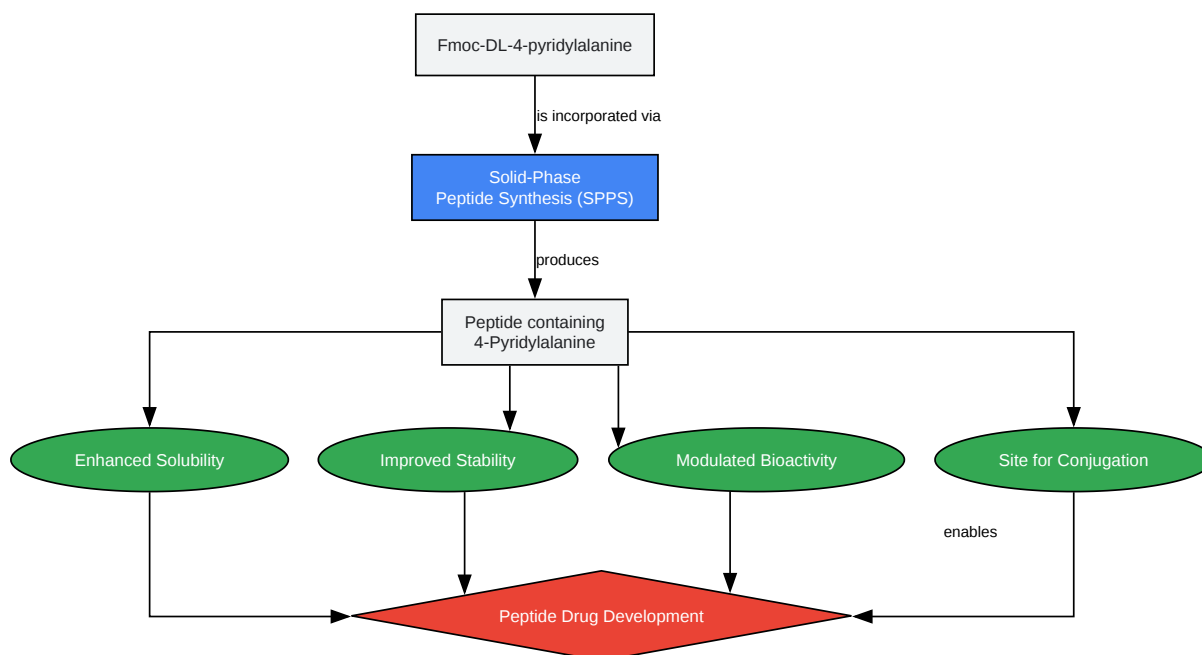 Fmoc-DL-4-pyridylalanine
is incorporated via
Solid-Phase
Peptide Synthesis (SPPS)
produces
Peptide containing
4-Pyridylalanine
Enhanced Solubility
Improved Stability
Modulated Bioactivity
Site for Conjugation
enables
Peptide Drug Development